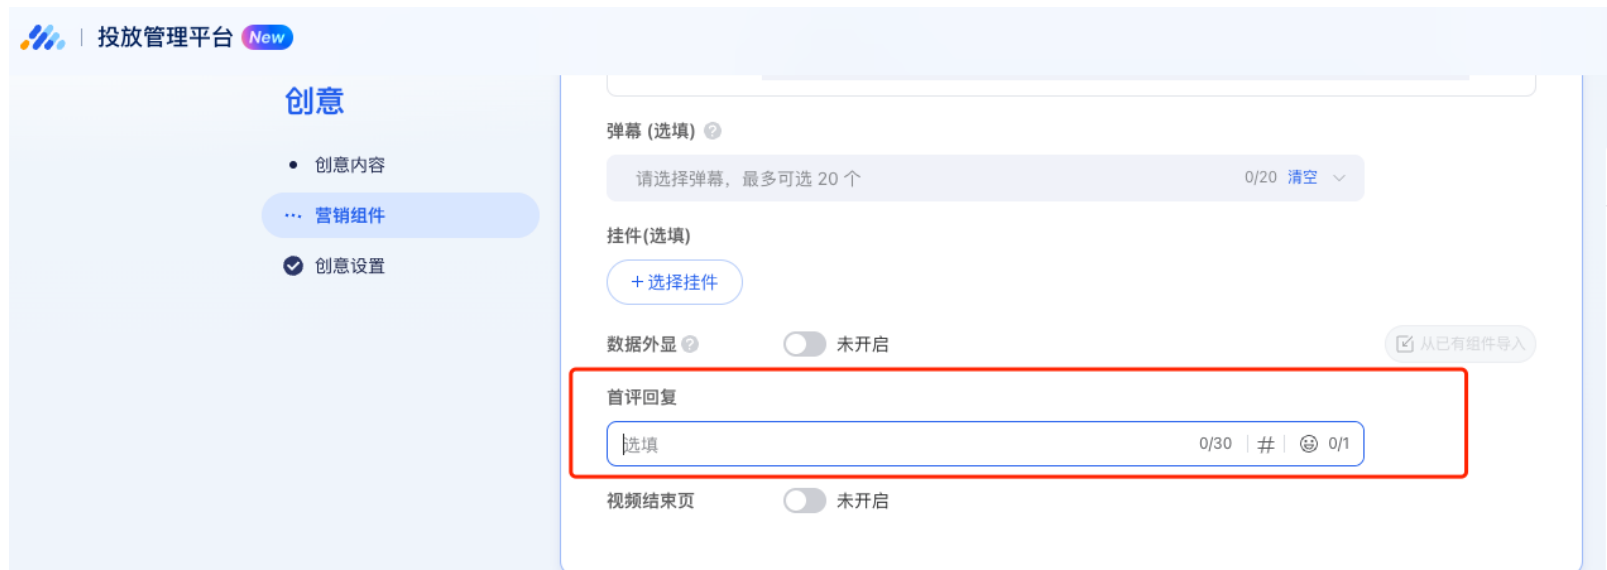 投放管理平台 New
创意
创意内容
营销组件
创意设置
弹幕 (选填) ?
请选择弹幕，最多可选 20 个 0/20 清空
挂件(选填)
+ 选择挂件
数据外显 ? 未开启 从已有组件导入
首评回复
选填 0/30 # 0/1
视频结束页 未开启